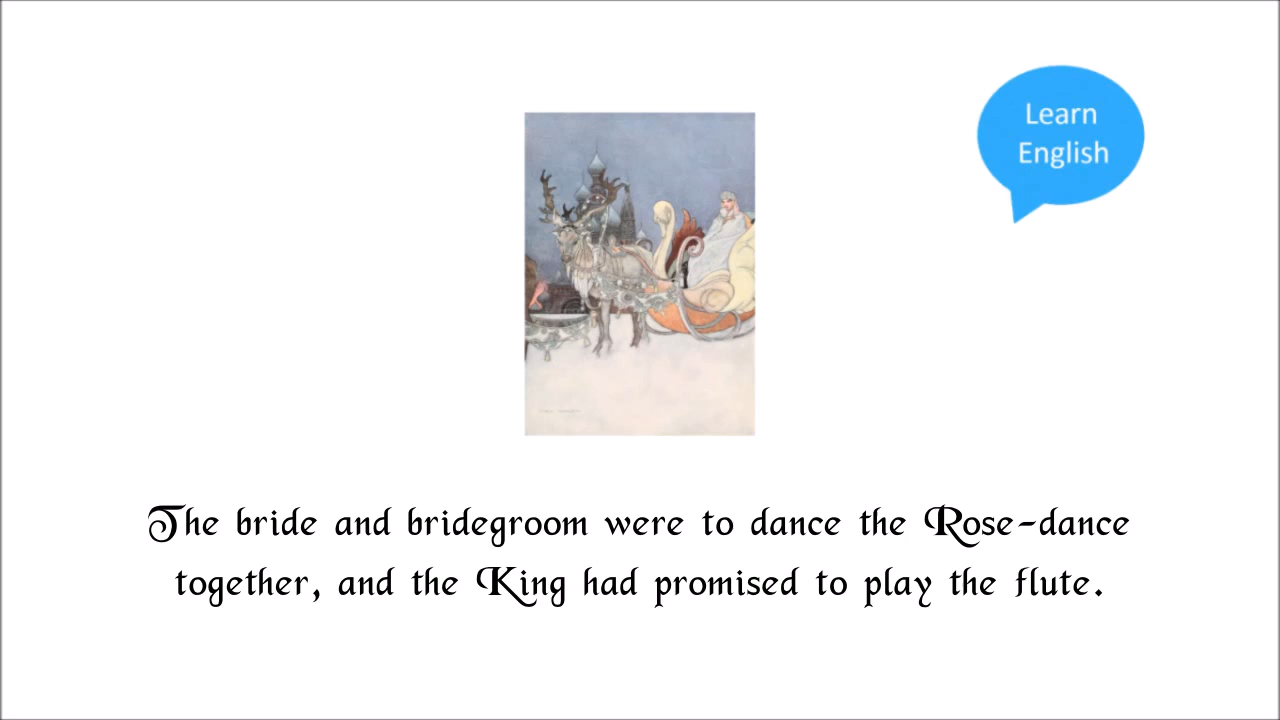 Learn
English
The bride and bridegroom were to dance the Rose-dance
together, and the King had promised to play the flute.